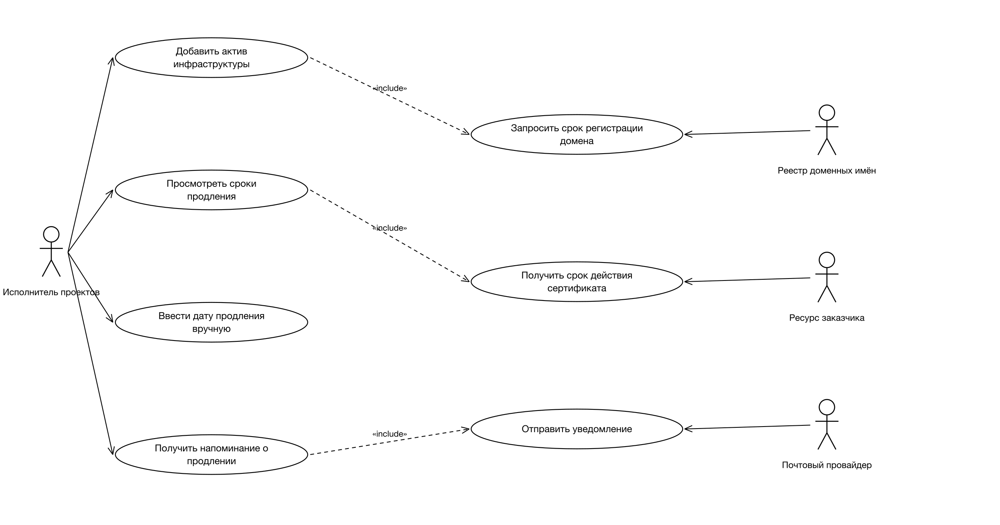 Добавить актив
инфраструктуры
«include»
Запросить срок регистрации
домена
Реестр доменных имён
Просмотреть сроки
продления
«include»
Исполнитель проектов
Получить срок действия
сертификата
Ресурс заказчика
Ввести дату продления
вручную
«include»
Отправить уведомление
Получить напоминание о
продлении
Почтовый провайдер